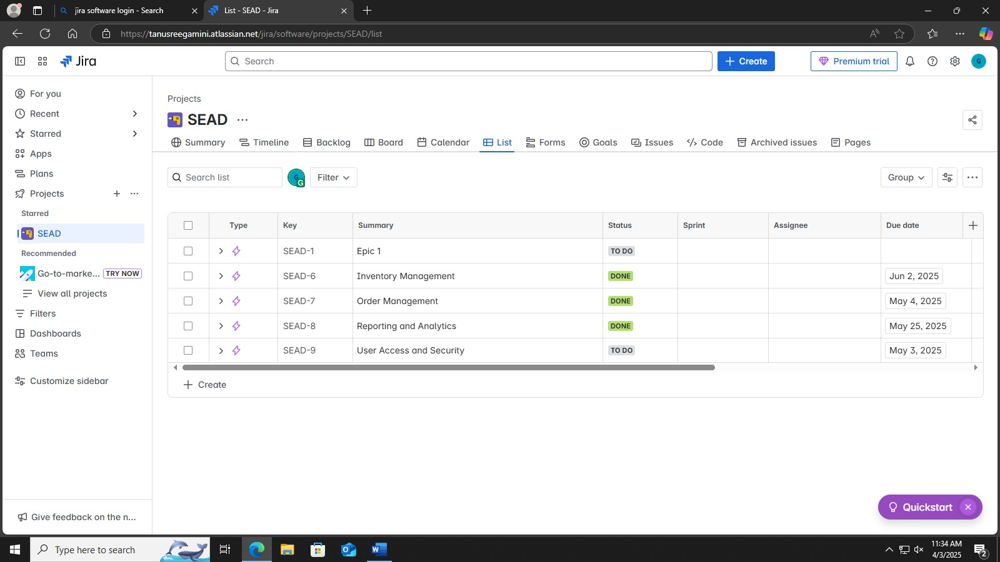 jira software login - Search
List - SEAD - Jira
https://tanusreegamini.atlassian.net/jira/software/projects/SEAD/list
Jira
Search
Create
Premium trial
G
For you
Recent
Starred
Apps
Plans
Projects
Starred
SEAD
Recommended
Go-to-marke... TRY NOW
View all projects
Filters
Dashboards
Teams
Customize sidebar
Give feedback on the n...
Projects
SEAD
Summary Timeline Backlog Board Calendar List Forms Goals Issues Code Archived issues Pages
Search list G G Filter Group
Type Key Summary Status Sprint Assignee Due date
SEAD-1 Epic 1 TO DO
SEAD-6 Inventory Management DONE Jun 2, 2025
SEAD-7 Order Management DONE May 4, 2025
SEAD-8 Reporting and Analytics DONE May 25, 2025
SEAD-9 User Access and Security TO DO May 3, 2025
Create
Quickstart
Type here to search
11:34 AM
4/3/2025
2